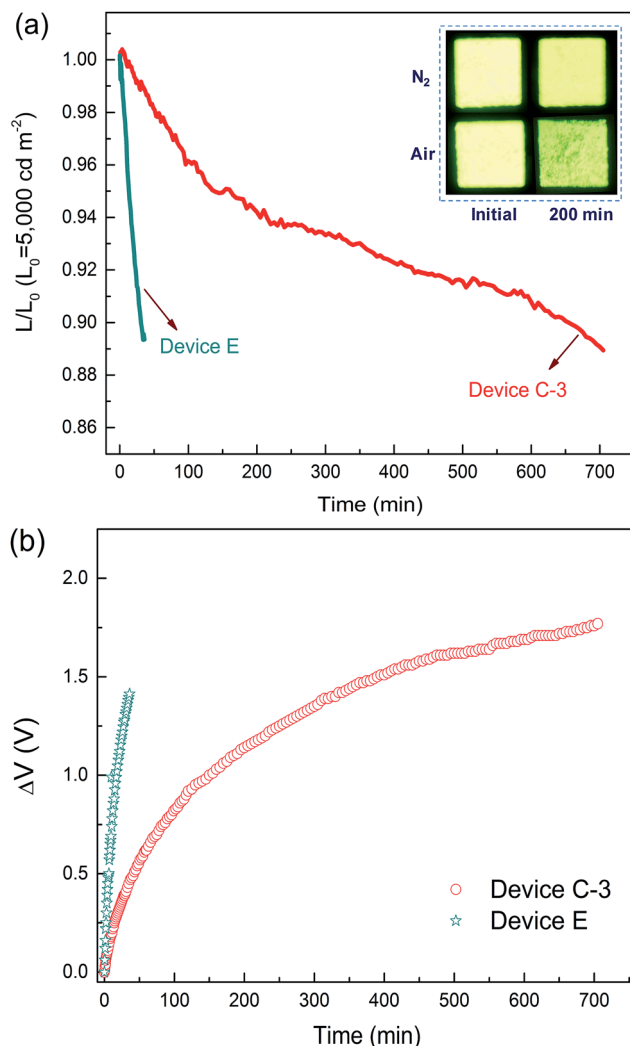 (a)
1.00
0.98
0.96
0.94
0.92
0.90
0.88
0.86
L/L₀ (L₀=5,000 cd m⁻²)
N₂
Air
Initial 200 min
Device E
Device C-3
0 100 200 300 400 500 600 700
Time (min)
(b)
2.0
1.5
1.0
0.5
0.0
ΔV (V)
Device C-3
Device E
0 100 200 300 400 500 600 700
Time (min)